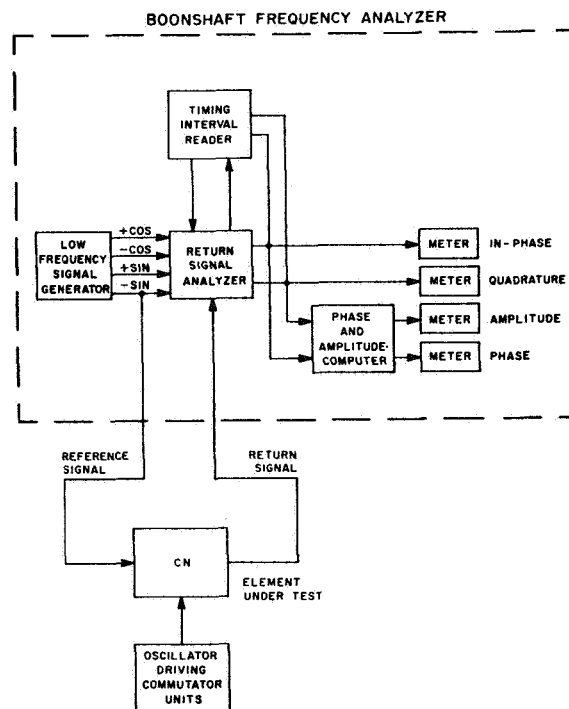 BOONSHAFT FREQUENCY ANALYZER
TIMING
INTERVAL
READER
+COS
-COS
+SIN
-SIN
LOW
FREQUENCY
SIGNAL
GENERATOR
RETURN
SIGNAL
ANALYZER
METER IN-PHASE
METER QUADRATURE
METER AMPLITUDE
METER PHASE
PHASE
AND
AMPLITUDE-
COMPUTER
REFERENCE
SIGNAL
RETURN
SIGNAL
CN
ELEMENT
UNDER TEST
OSCILLATOR
DRIVING
COMMUTATOR
UNITS